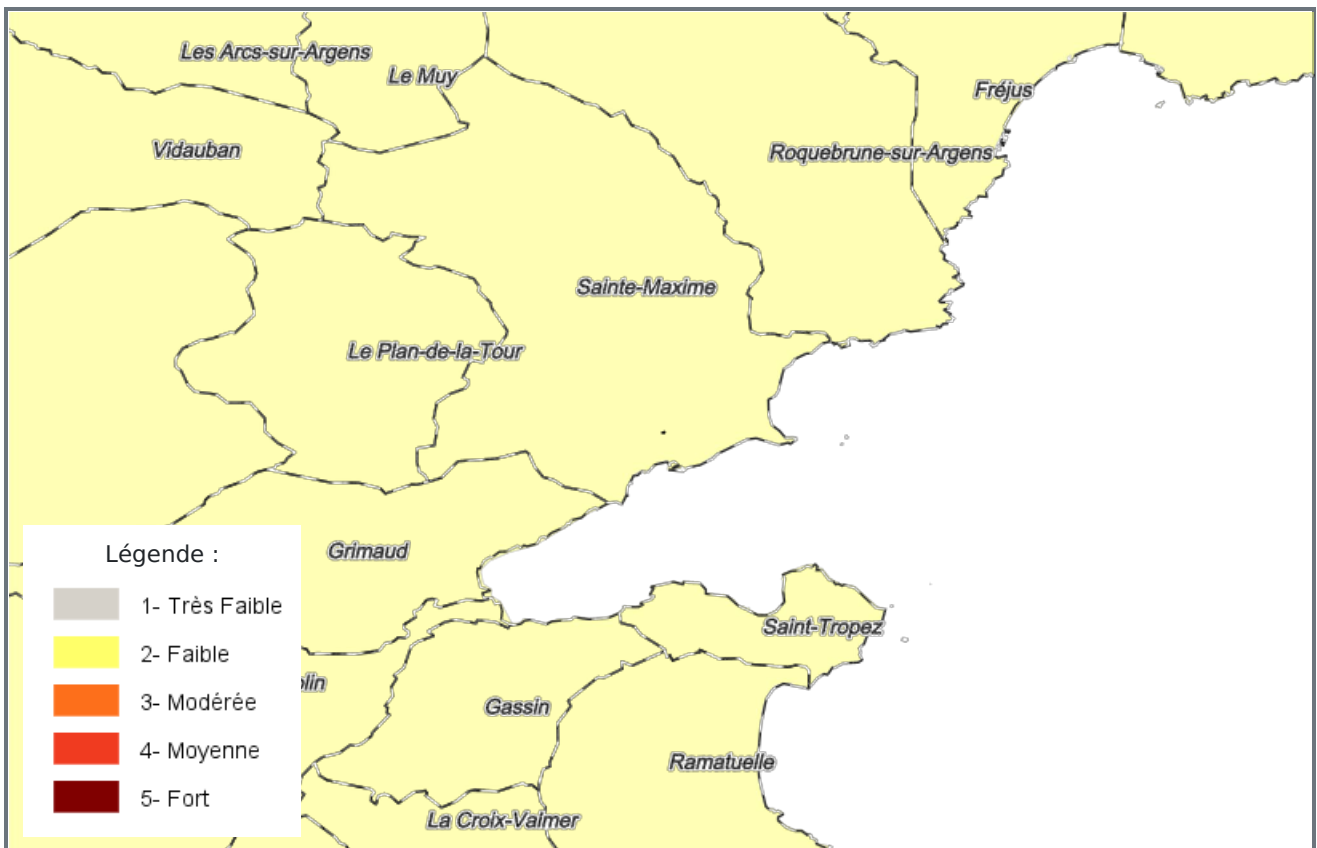 Les Arcs-sur-Argens
Le Muy
Fréjus
Vidauban
Roquebrune-sur-Argens
Sainte-Maxime
Le Plan-de-la-Tour
Grimaud
Saint-Tropez
Gassin
Ramatuelle
La Croix-Valmer
Légende :
1- Très Faible
2- Faible
3- Modérée
4- Moyenne
5- Fort